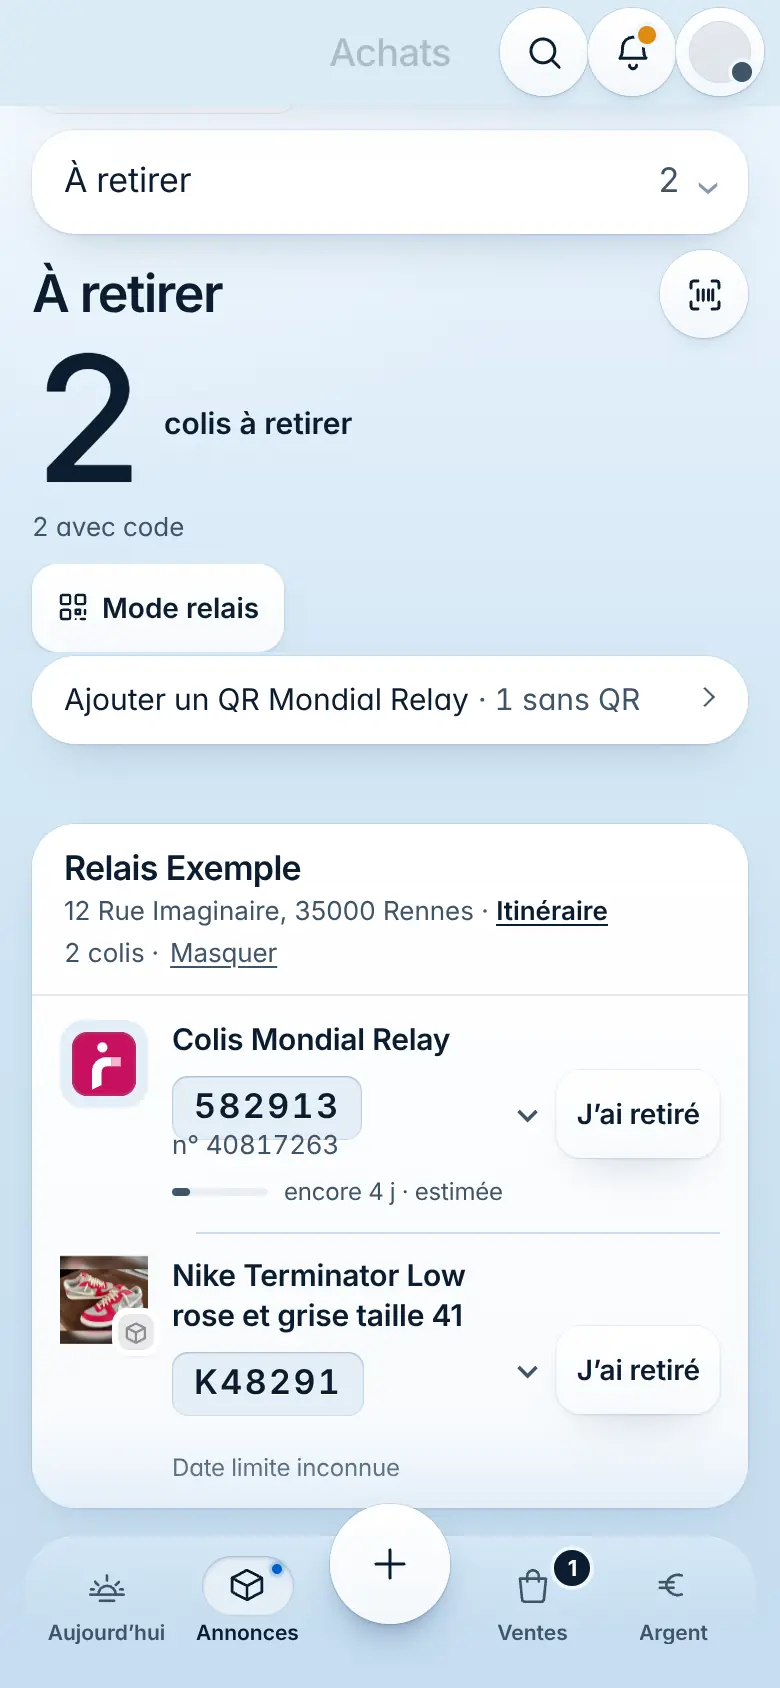 Achats
À retirer 2
À retirer
2 colis à retirer
2 avec code
Mode relais
Ajouter un QR Mondial Relay · 1 sans QR
Relais Exemple
12 Rue Imaginaire, 35000 Rennes · Itinéraire
2 colis · Masquer
Colis Mondial Relay
582913
J’ai retiré
n° 40817263
encore 4 j · estimée
Nike Terminator Low
rose et grise taille 41
K48291
J’ai retiré
Date limite inconnue
1
Aujourd’hui Annonces Ventes Argent